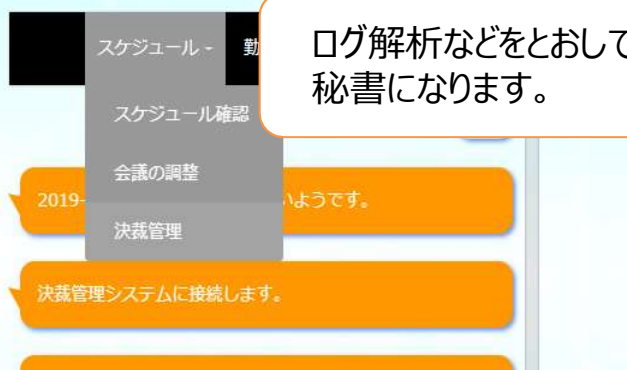 スケジュール 勤
ログ解析などをとおして
秘書になります。
スケジュール確認
会議の調整
2019- いようです。
決裁管理
決裁管理システムに接続します。